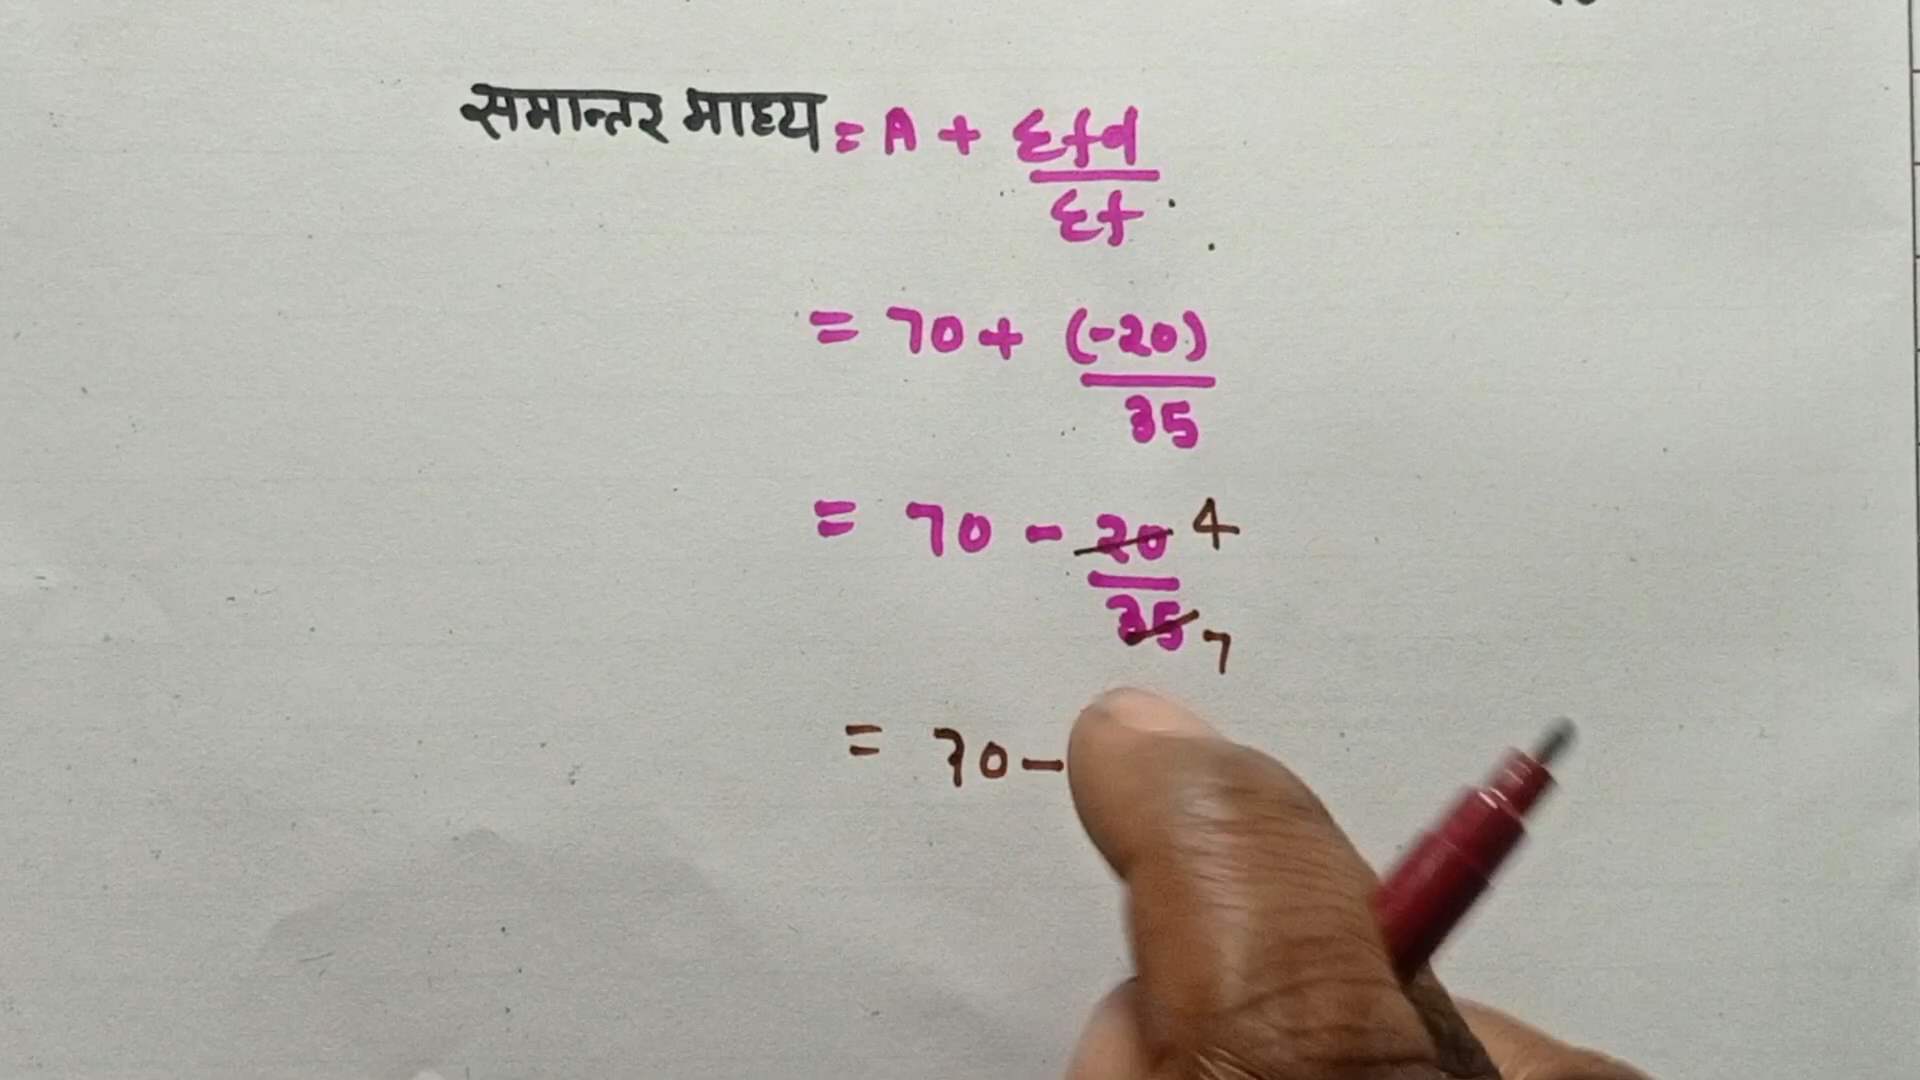 समान्तर माध्य = A + Σfd / Σf
= 70 + (-20) / 35
= 70 - 20 / 35 4 7
= 70 -